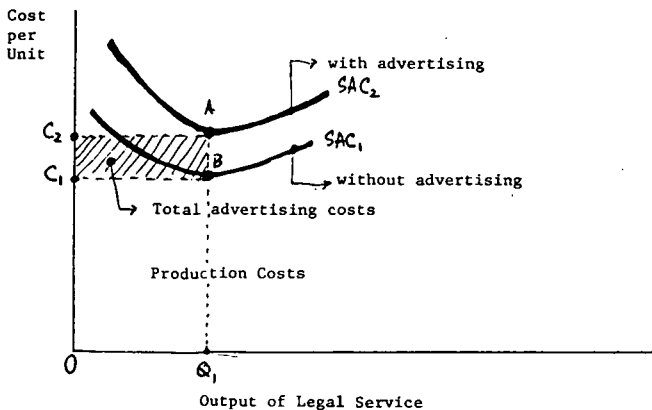 Cost
per
Unit
with advertising
SAC₂
A
C₂
SAC₁
B
C₁
without advertising
Total advertising costs
Production Costs
O
Q₁
Output of Legal Service